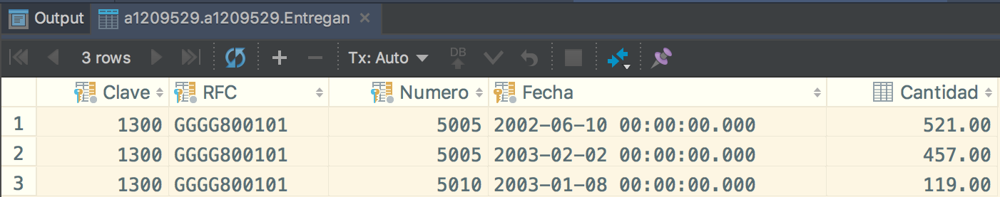 Output a1209529.a1209529.Entregan
3 rows Tx: Auto DB
Clave RFC Numero Fecha Cantidad
1 1300 GGGG800101 5005 2002-06-10 00:00:00.000 521.00
2 1300 GGGG800101 5005 2003-02-02 00:00:00.000 457.00
3 1300 GGGG800101 5010 2003-01-08 00:00:00.000 119.00